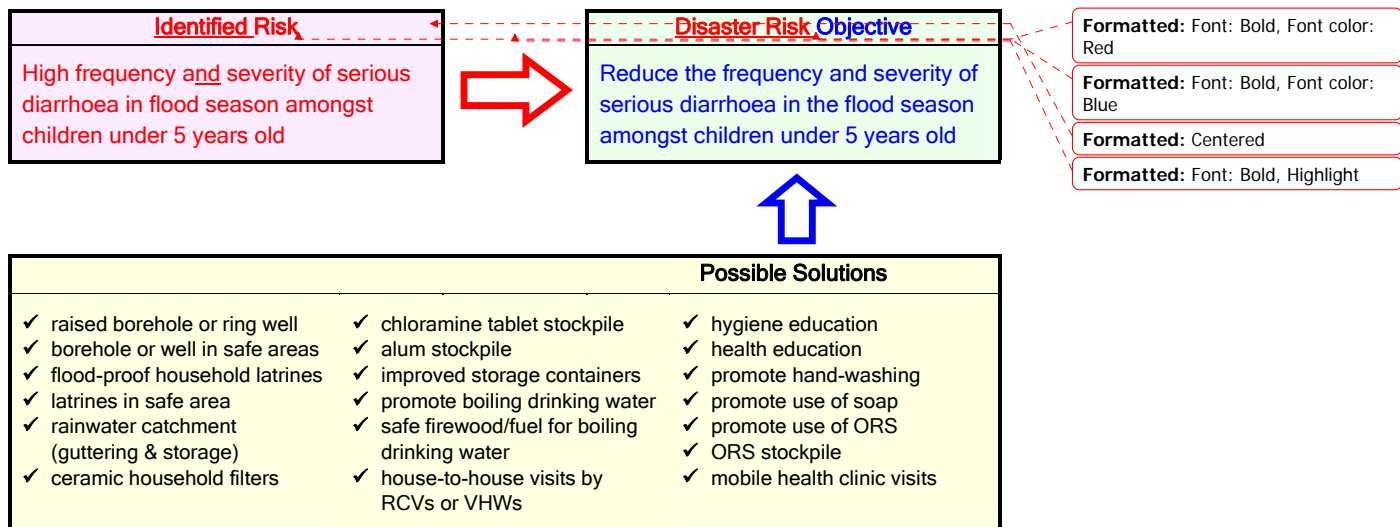 Identified Risk
High frequency and severity of serious
diarrhoea in flood season amongst
children under 5 years old
Disaster Risk Objective
Reduce the frequency and severity of
serious diarrhoea in the flood season
amongst children under 5 years old
Formatted: Font: Bold, Font color:
Red
Formatted: Font: Bold, Font color:
Blue
Formatted: Centered
Formatted: Font: Bold, Highlight
Possible Solutions
✓ raised borehole or ring well
✓ borehole or well in safe areas
✓ flood-proof household latrines
✓ latrines in safe area
✓ rainwater catchment
(guttering & storage)
✓ ceramic household filters
✓ chloramine tablet stockpile
✓ alum stockpile
✓ improved storage containers
✓ promote boiling drinking water
✓ safe firewood/fuel for boiling
drinking water
✓ house-to-house visits by
RCVs or VHWs
✓ hygiene education
✓ health education
✓ promote hand-washing
✓ promote use of soap
✓ promote use of ORS
✓ ORS stockpile
✓ mobile health clinic visits